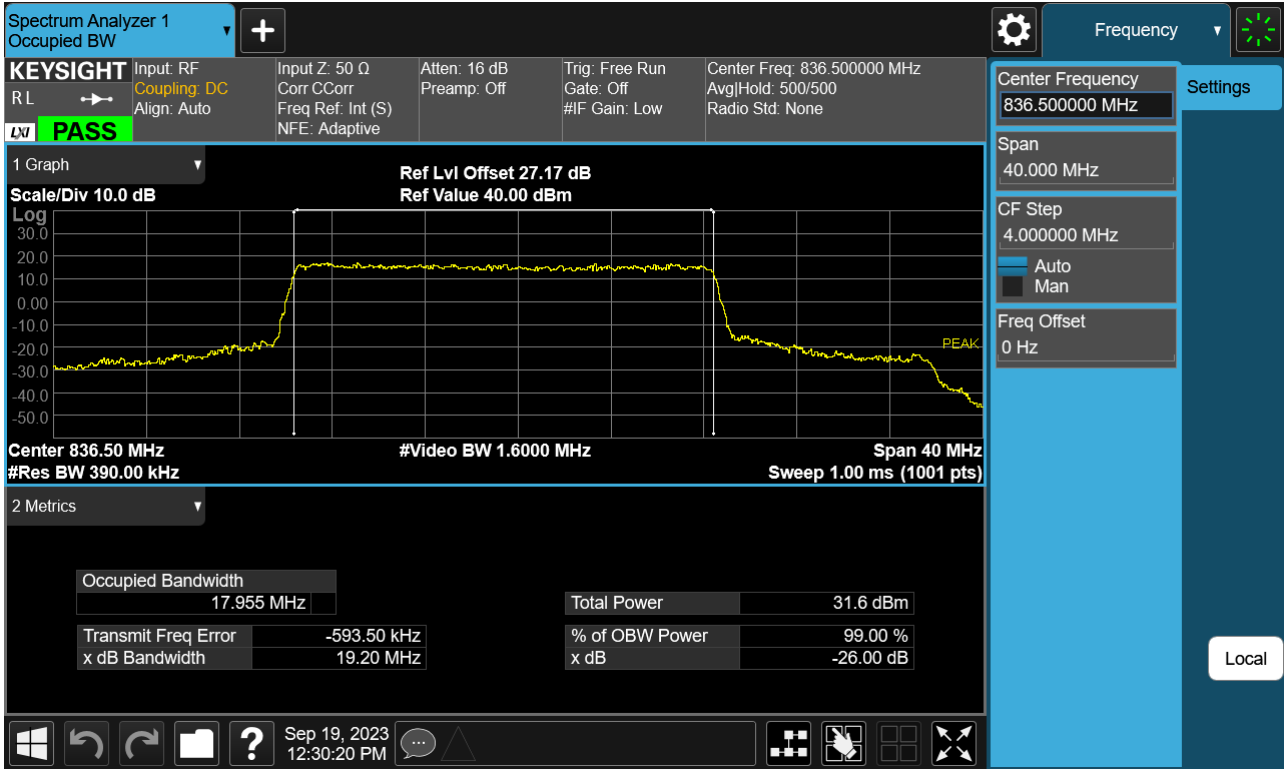 Spectrum Analyzer 1
Occupied BW
▼
+
Frequency
▼
KEYSIGHT
R L
LXI PASS
Input: RF
Coupling: DC
Align: Auto
Input Z: 50 Ω
Corr CCorr
Freq Ref: Int (S)
NFE: Adaptive
Atten: 16 dB
Preamp: Off
Trig: Free Run
Gate: Off
#IF Gain: Low
Center Freq: 836.500000 MHz
Avg|Hold: 500/500
Radio Std: None
Center Frequency
836.500000 MHz
Settings
Span
40.000 MHz
CF Step
4.000000 MHz
Auto
Man
Freq Offset
0 Hz
Local
1 Graph ▼
Scale/Div 10.0 dB
Ref Lvl Offset 27.17 dB
Ref Value 40.00 dBm
Log
30.0
20.0
10.0
0.00
-10.0
-20.0
-30.0
-40.0
-50.0
PEAK
Center 836.50 MHz #Video BW 1.6000 MHz Span 40 MHz
#Res BW 390.00 kHz Sweep 1.00 ms (1001 pts)
2 Metrics ▼
Occupied Bandwidth
17.955 MHz
Total Power 31.6 dBm
Transmit Freq Error -593.50 kHz
% of OBW Power 99.00 %
x dB Bandwidth 19.20 MHz
x dB -26.00 dB
?
Sep 19, 2023
12:30:20 PM
...